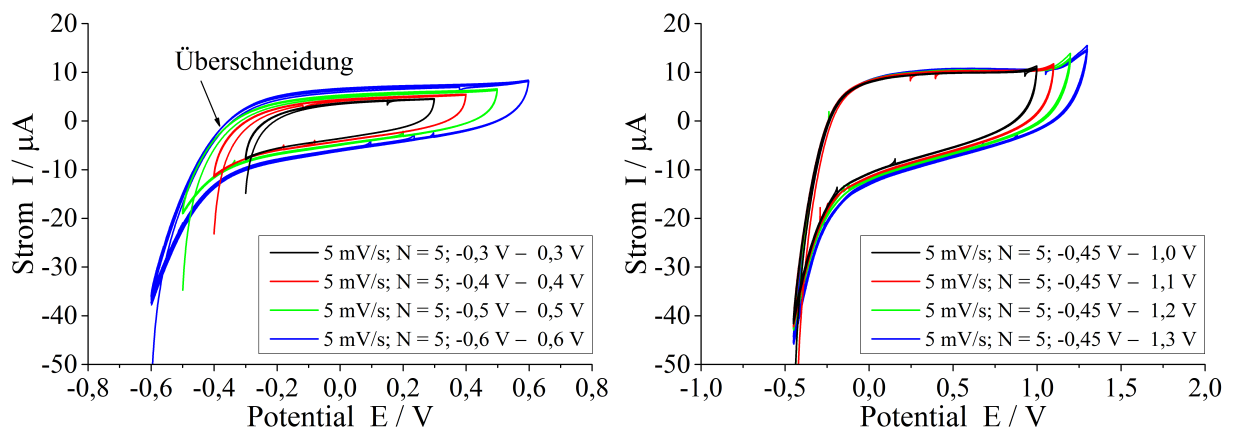 20
10
0
-10
-20
-30
-40
-50
Strom I / µA
Überschneidung
5 mV/s; N = 5; -0,3 V – 0,3 V
5 mV/s; N = 5; -0,4 V – 0,4 V
5 mV/s; N = 5; -0,5 V – 0,5 V
5 mV/s; N = 5; -0,6 V – 0,6 V
-0,8 -0,6 -0,4 -0,2 0,0 0,2 0,4 0,6 0,8
Potential E / V
20
10
0
-10
-20
-30
-40
-50
Strom I / µA
5 mV/s; N = 5; -0,45 V – 1,0 V
5 mV/s; N = 5; -0,45 V – 1,1 V
5 mV/s; N = 5; -0,45 V – 1,2 V
5 mV/s; N = 5; -0,45 V – 1,3 V
-1,0 -0,5 0,0 0,5 1,0 1,5 2,0
Potential E / V